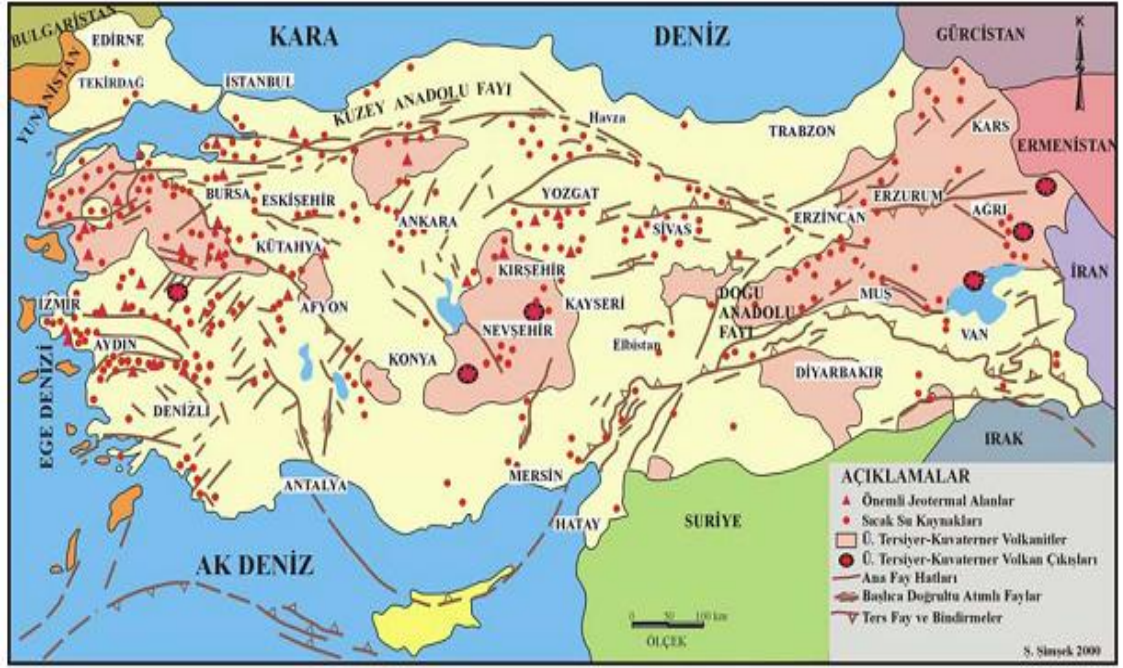 BULGARİSTAN
EDİRNE
KARA
DENİZ
GÜRCİSTAN
K
YUNANİSTAN
TEKİRDAĞ
İSTANBUL
KUZEY ANADOLU FAYI
Havza
TRABZON
KARS
ERMENİSTAN
BURSA
ESKİŞEHİR
ANKARA
YOZGAT
SİVAS
ERZİNCAN
ERZURUM
AĞRI
KÜTAHYA
KIRŞEHİR
İRAN
İZMİR
AFYON
NEVŞEHİR
KAYSERİ
DOĞU
ANADOLU
FAYI
MUŞ
VAN
AYDIN
KONYA
Elbistan
DİYARBAKIR
EGE DENİZİ
DENİZLİ
IRAK
ANTALYA
MERSİN
HATAY
SURİYE
AK DENİZ
AÇIKLAMALAR
Önemli Jeotermal Alanlar
Sıcak Su Kaynakları
Ü. Tersiyer-Kuvaterner Volkanitler
Ü. Tersiyer-Kuvaterner Volkan Çıkışları
Ana Fay Hatları
Başlıca Doğrultu Atımlı Faylar
Ters Fay ve Bindirmeler
0 50 100 km
ÖLÇEK
Ş. Şimşek 2000